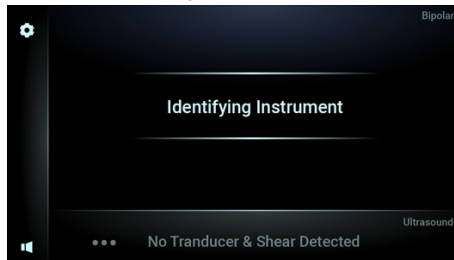 Bipolar
Identifying Instrument
Ultrasound
No Tranducer & Shear Detected